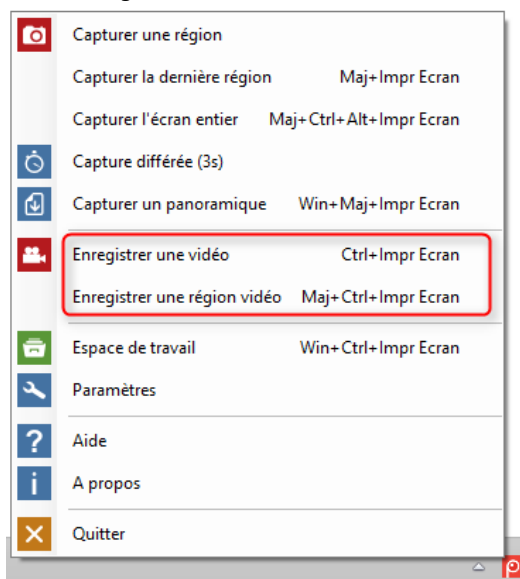 Capturer une région
Capturer la dernière région Maj+Impr Ecran
Capturer l'écran entier Maj+Ctrl+Alt+Impr Ecran
Capture différée (3s)
Capturer un panoramique Win+Maj+Impr Ecran
Enregistrer une vidéo Ctrl+Impr Ecran
Enregistrer une région vidéo Maj+Ctrl+Impr Ecran
Espace de travail Win+Ctrl+Impr Ecran
Paramètres
? Aide
i A propos
Quitter